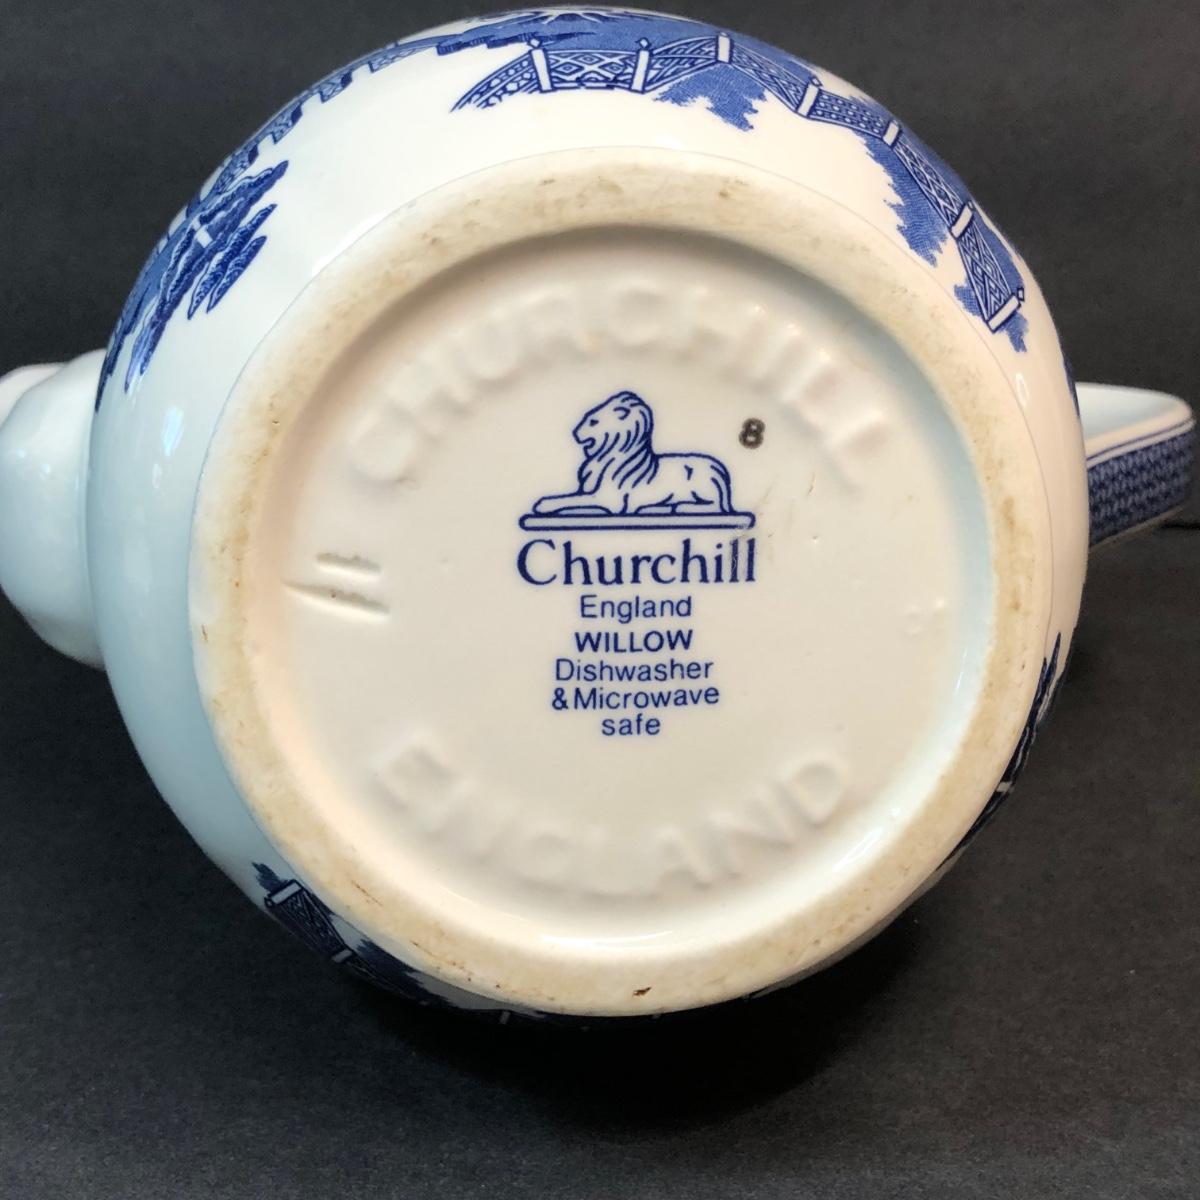 CHURCHILL
8
Churchill
England
WILLOW
Dishwasher
&Microwave
safe
ENGLAND